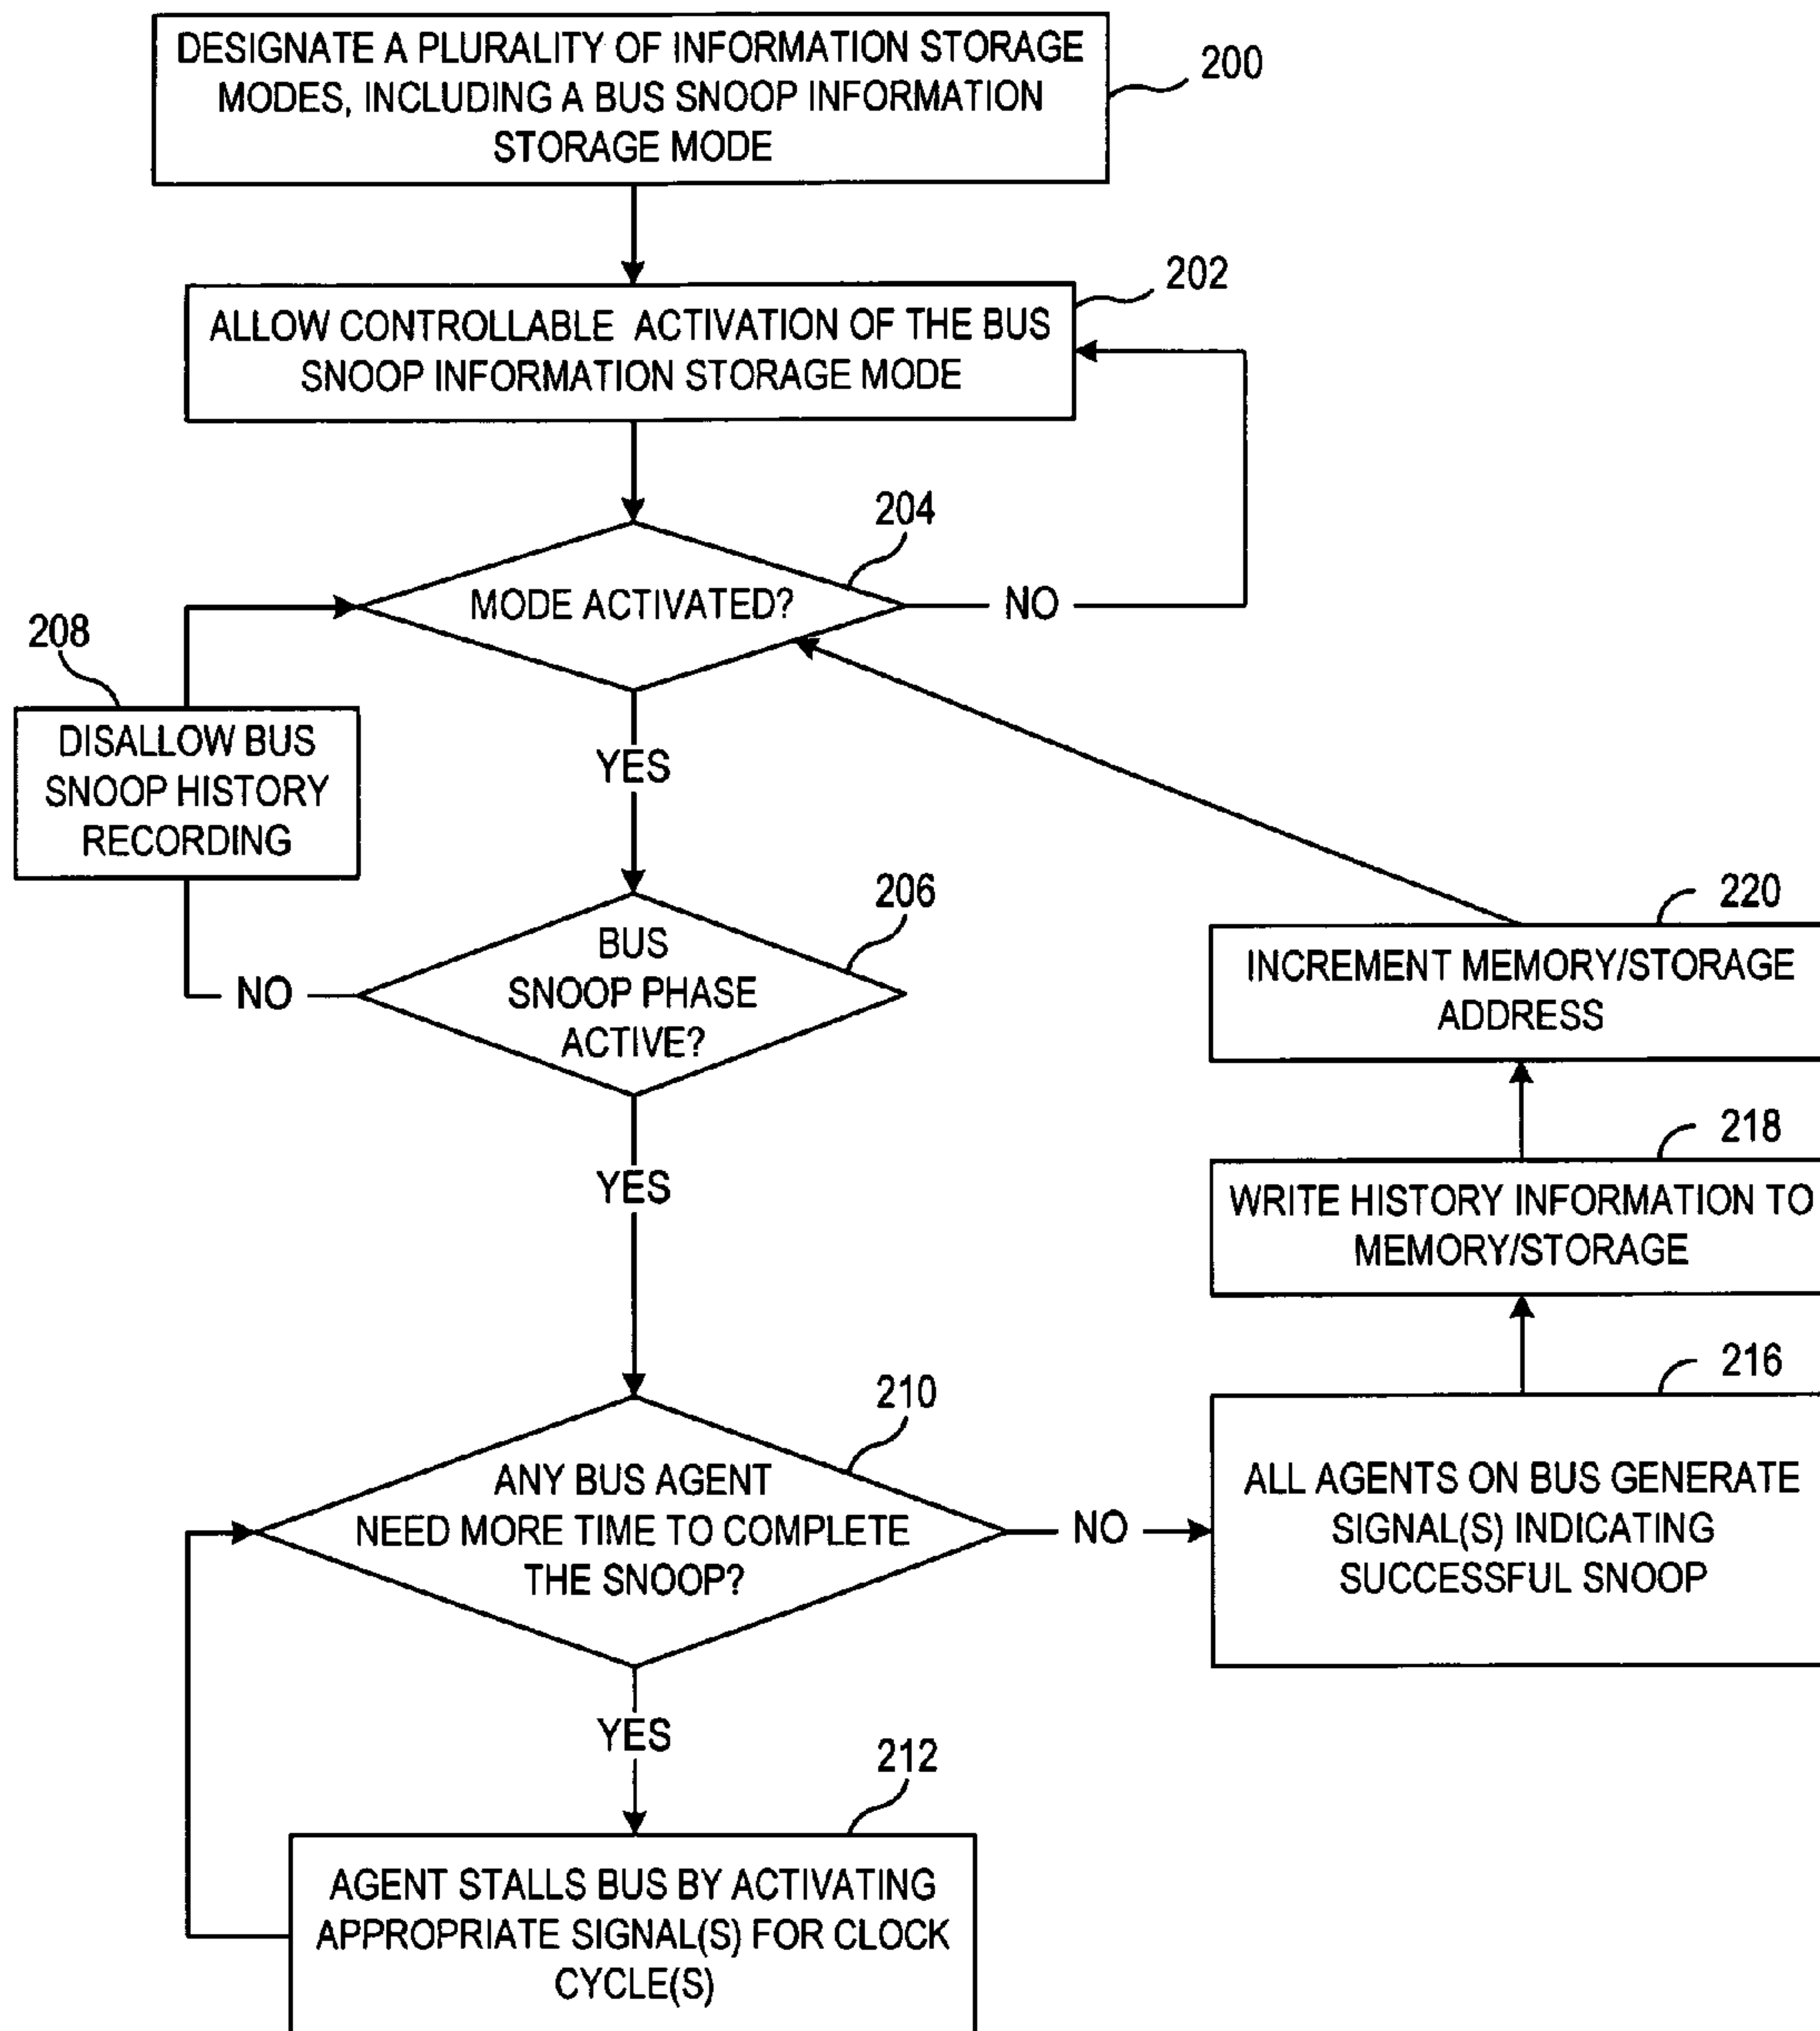 DESIGNATE A PLURALITY OF INFORMATION STORAGE
MODES, INCLUDING A BUS SNOOP INFORMATION
STORAGE MODE
200
202
ALLOW CONTROLLABLE ACTIVATION OF THE BUS
SNOOP INFORMATION STORAGE MODE
204
MODE ACTIVATED?
NO
208
DISALLOW BUS
SNOOP HISTORY
RECORDING
YES
206
BUS
SNOOP PHASE
ACTIVE?
NO
YES
210
ANY BUS AGENT
NEED MORE TIME TO COMPLETE
THE SNOOP?
NO
YES
212
AGENT STALLS BUS BY ACTIVATING
APPROPRIATE SIGNAL(S) FOR CLOCK
CYCLE(S)
216
ALL AGENTS ON BUS GENERATE
SIGNAL(S) INDICATING
SUCCESSFUL SNOOP
218
WRITE HISTORY INFORMATION TO
MEMORY/STORAGE
220
INCREMENT MEMORY/STORAGE
ADDRESS